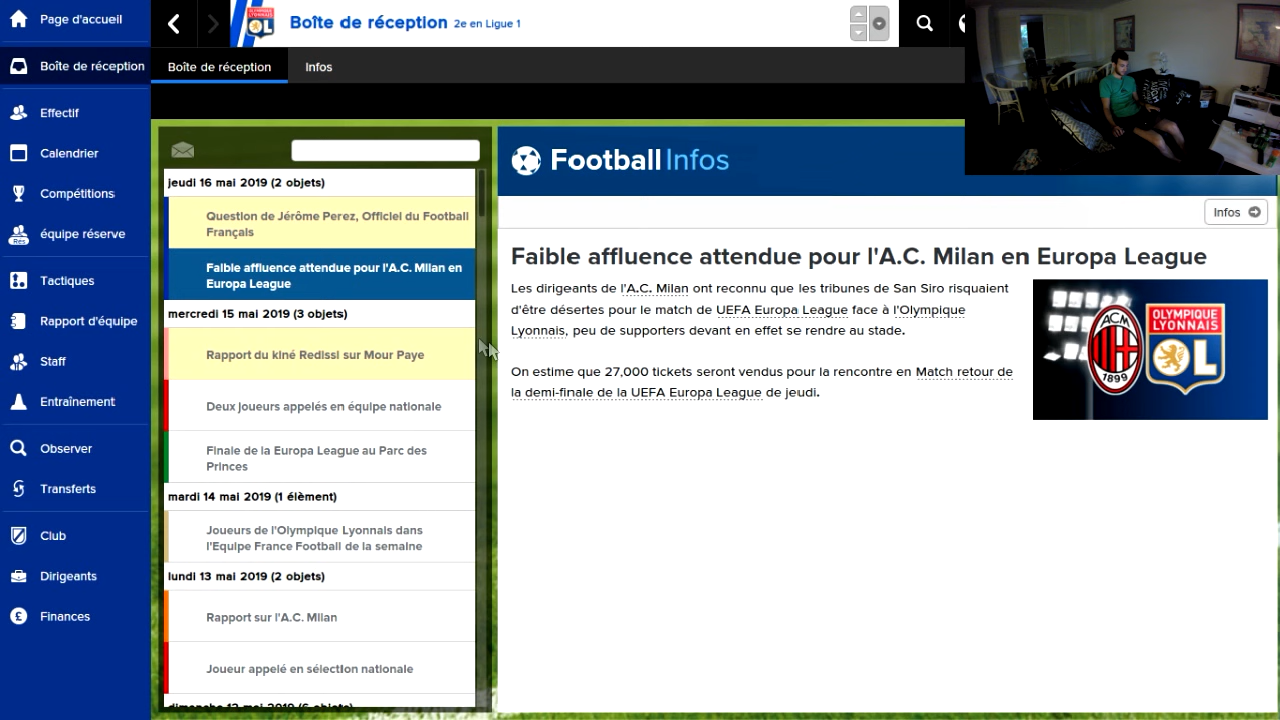 Page d'accueil
Boîte de réception
Effectif
Calendrier
Compétitions
équipe réserve
Tactiques
Rapport d'équipe
Staff
Entraînement
Observer
Transferts
Club
Dirigeants
Finances
Boîte de réception 2e en Ligue 1
Boîte de réception Infos
jeudi 16 mai 2019 (2 objets)
Question de Jérôme Perez, Officiel du Football
Français
Faible affluence attendue pour l'A.C. Milan en
Europa League
mercredi 15 mai 2019 (3 objets)
Rapport du kiné Redissi sur Mour Paye
Deux joueurs appelés en équipe nationale
Finale de la Europa League au Parc des
Princes
mardi 14 mai 2019 (1 élèment)
Joueurs de l'Olympique Lyonnais dans
l'Equipe France Football de la semaine
lundi 13 mai 2019 (2 objets)
Rapport sur l'A.C. Milan
Joueur appelé en sélection nationale
dimanche 12 mai 2019 (6 objets)
Football Infos
Infos
Faible affluence attendue pour l'A.C. Milan en Europa League
Les dirigeants de l'A.C. Milan ont reconnu que les tribunes de San Siro risquaient
d'être désertes pour le match de UEFA Europa League face à l'Olympique
Lyonnais, peu de supporters devant en effet se rendre au stade.
On estime que 27,000 tickets seront vendus pour la rencontre en Match retour de
la demi-finale de la UEFA Europa League de jeudi.
ACM
1899
OLYMPIQUE
LYONNAIS
OL